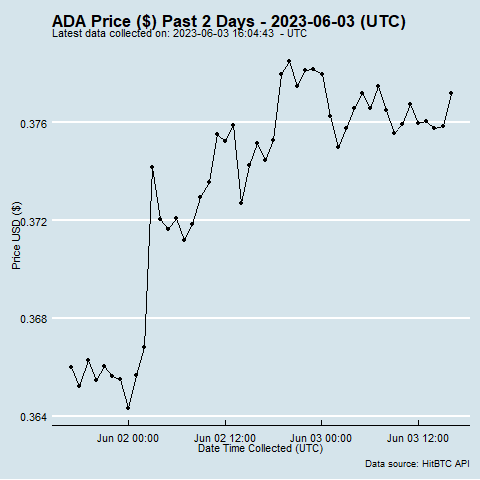 ADA Price ($) Past 2 Days - 2023-06-03 (UTC)
Latest data collected on: 2023-06-03 16:04:43 - UTC
0.376
0.372
0.368
0.364
Price USD ($)
Jun 02 00:00 Jun 02 12:00 Jun 03 00:00 Jun 03 12:00
Date Time Collected (UTC)
Data source: HitBTC API